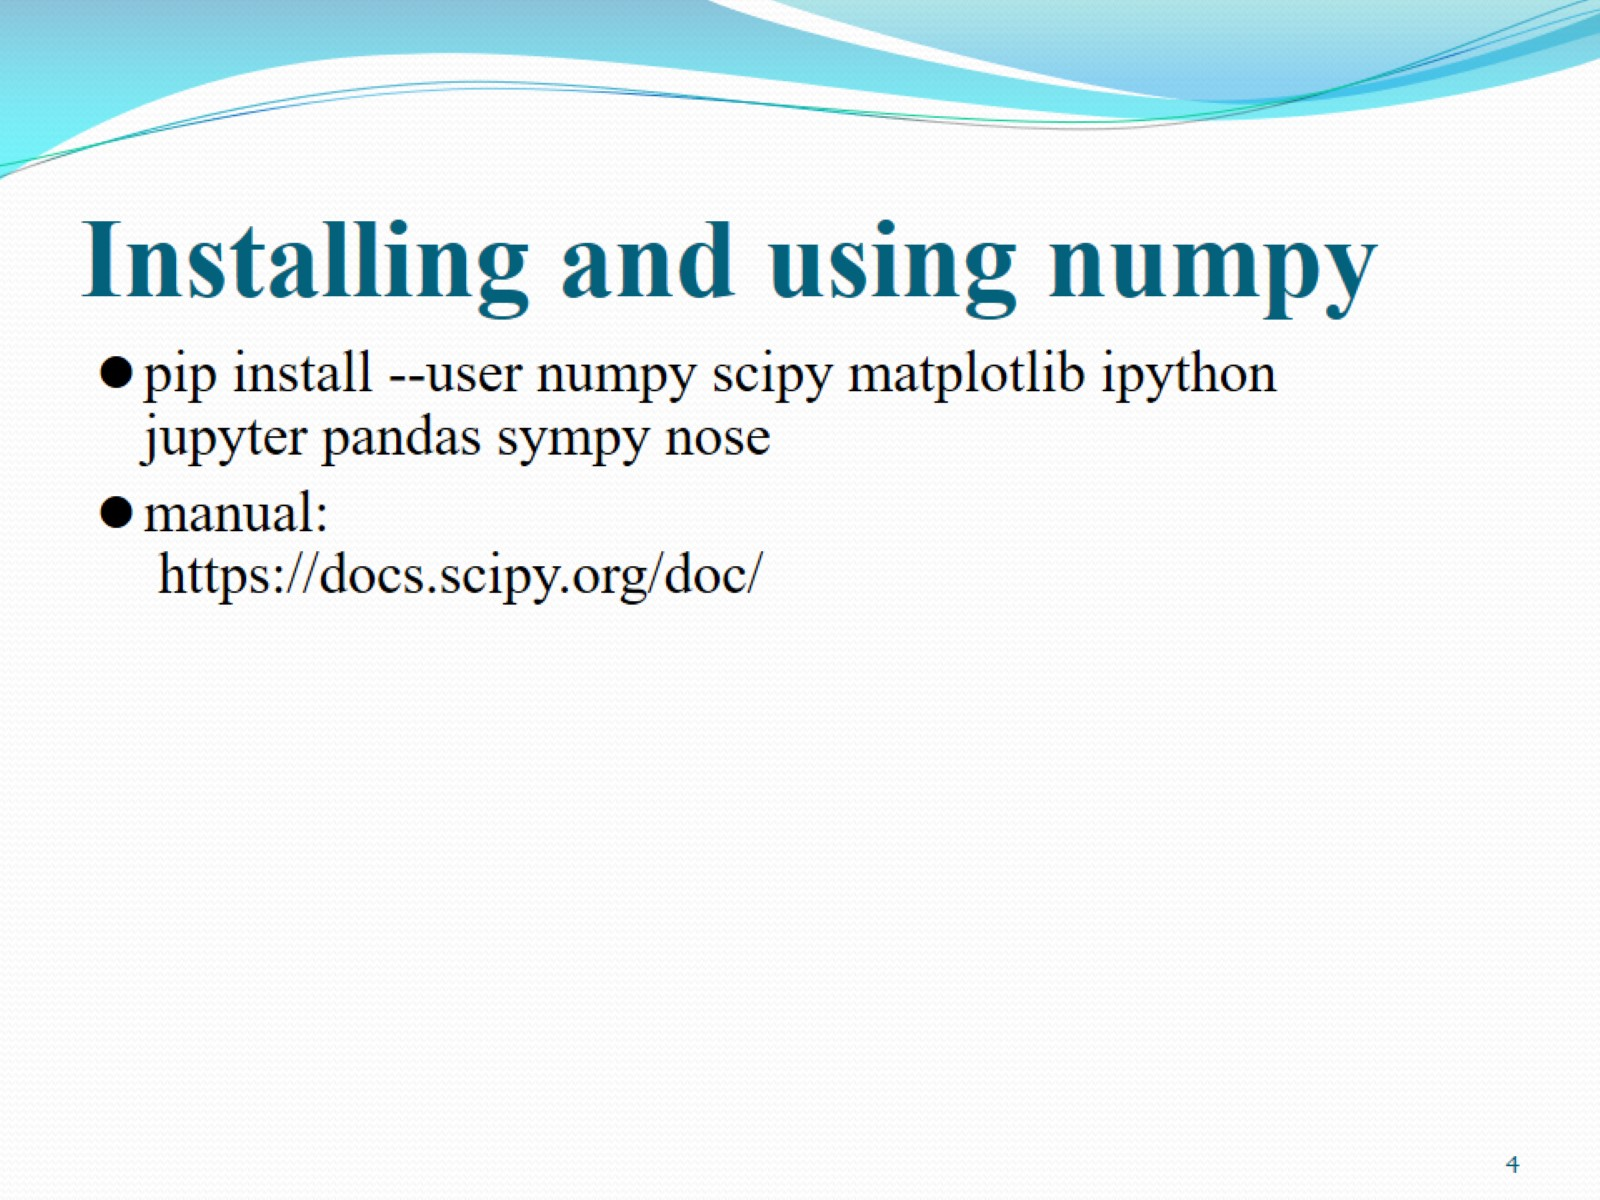 Installing and using numpy
● pip install --user numpy scipy matplotlib ipython
jupyter pandas sympy nose
● manual:
https://docs.scipy.org/doc/
4